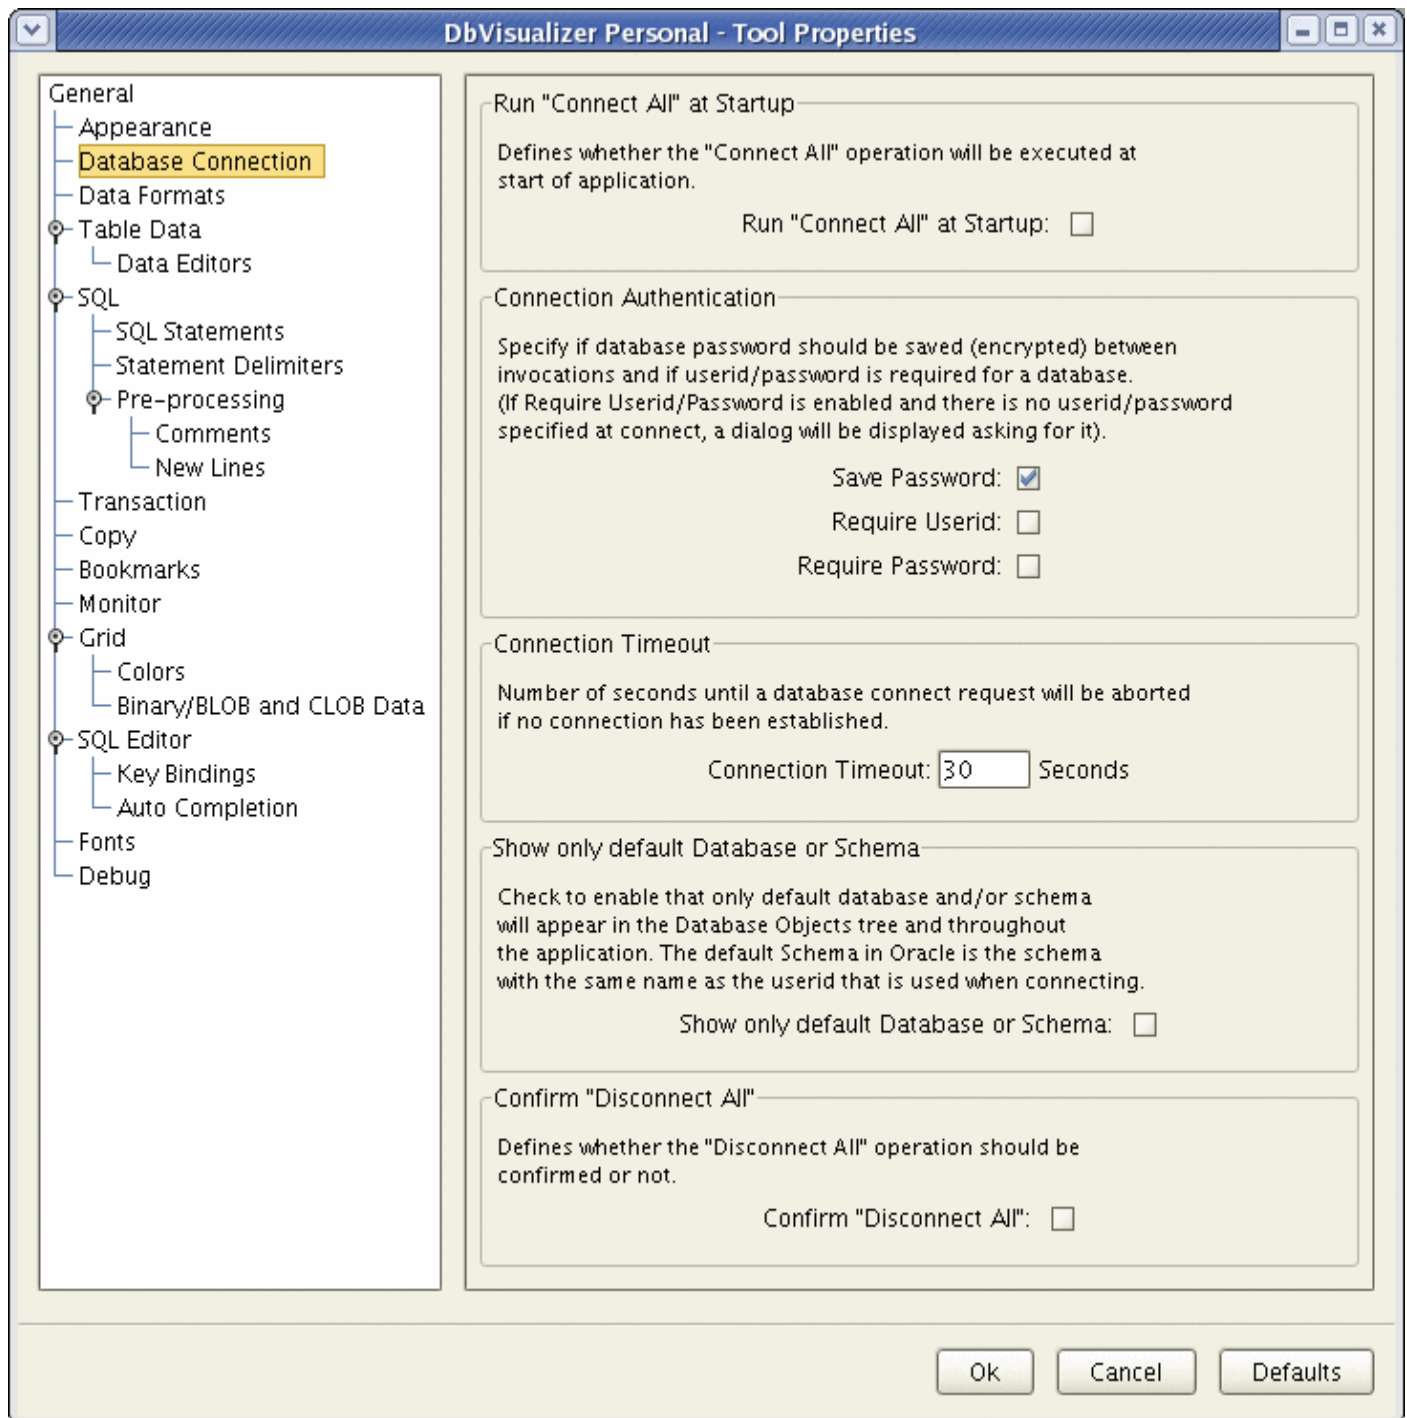 DbVisualizer Personal - Tool Properties
General
Appearance
Database Connection
Data Formats
Table Data
Data Editors
SQL
SQL Statements
Statement Delimiters
Pre-processing
Comments
New Lines
Transaction
Copy
Bookmarks
Monitor
Grid
Colors
Binary/BLOB and CLOB Data
SQL Editor
Key Bindings
Auto Completion
Fonts
Debug
Run "Connect All" at Startup
Defines whether the "Connect All" operation will be executed at
start of application.
Run "Connect All" at Startup:
Connection Authentication
Specify if database password should be saved (encrypted) between
invocations and if userid/password is required for a database.
(If Require Userid/Password is enabled and there is no userid/password
specified at connect, a dialog will be displayed asking for it).
Save Password:
Require Userid:
Require Password:
Connection Timeout
Number of seconds until a database connect request will be aborted
if no connection has been established.
Connection Timeout: 30 Seconds
Show only default Database or Schema
Check to enable that only default database and/or schema
will appear in the Database Objects tree and throughout
the application. The default Schema in Oracle is the schema
with the same name as the userid that is used when connecting.
Show only default Database or Schema:
Confirm "Disconnect All"
Defines whether the "Disconnect All" operation should be
confirmed or not.
Confirm "Disconnect All":
Ok Cancel Defaults